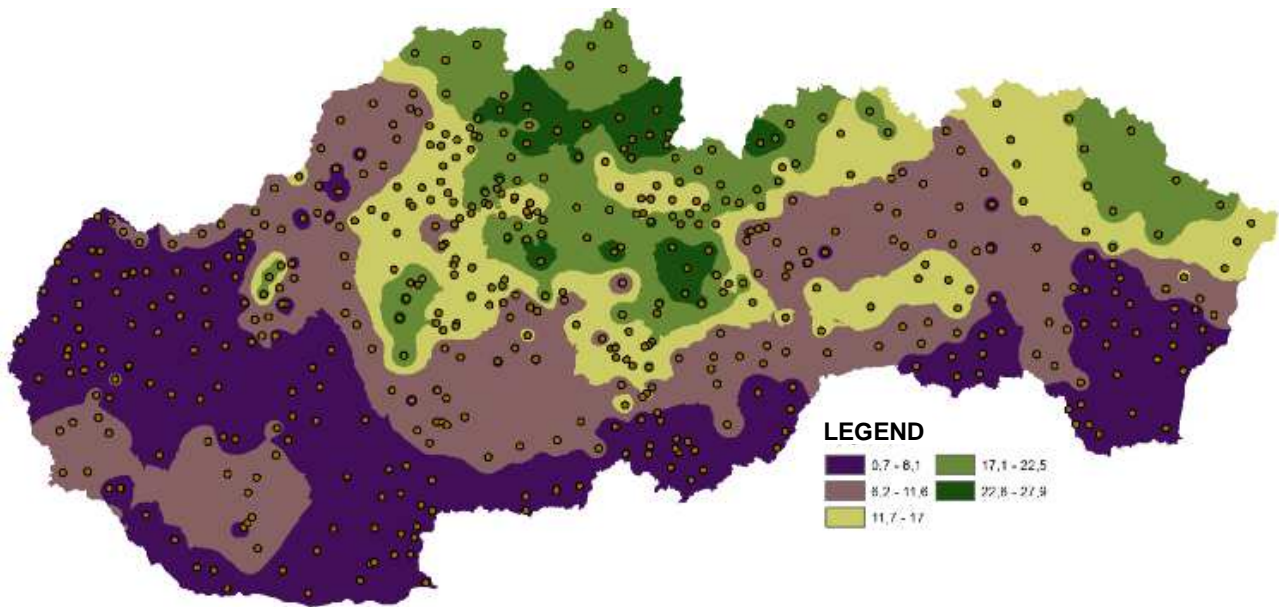 LEGEND
0,7 - 6,1
6,2 - 11,6
11,7 - 17
17,1 - 22,5
22,6 - 27,9